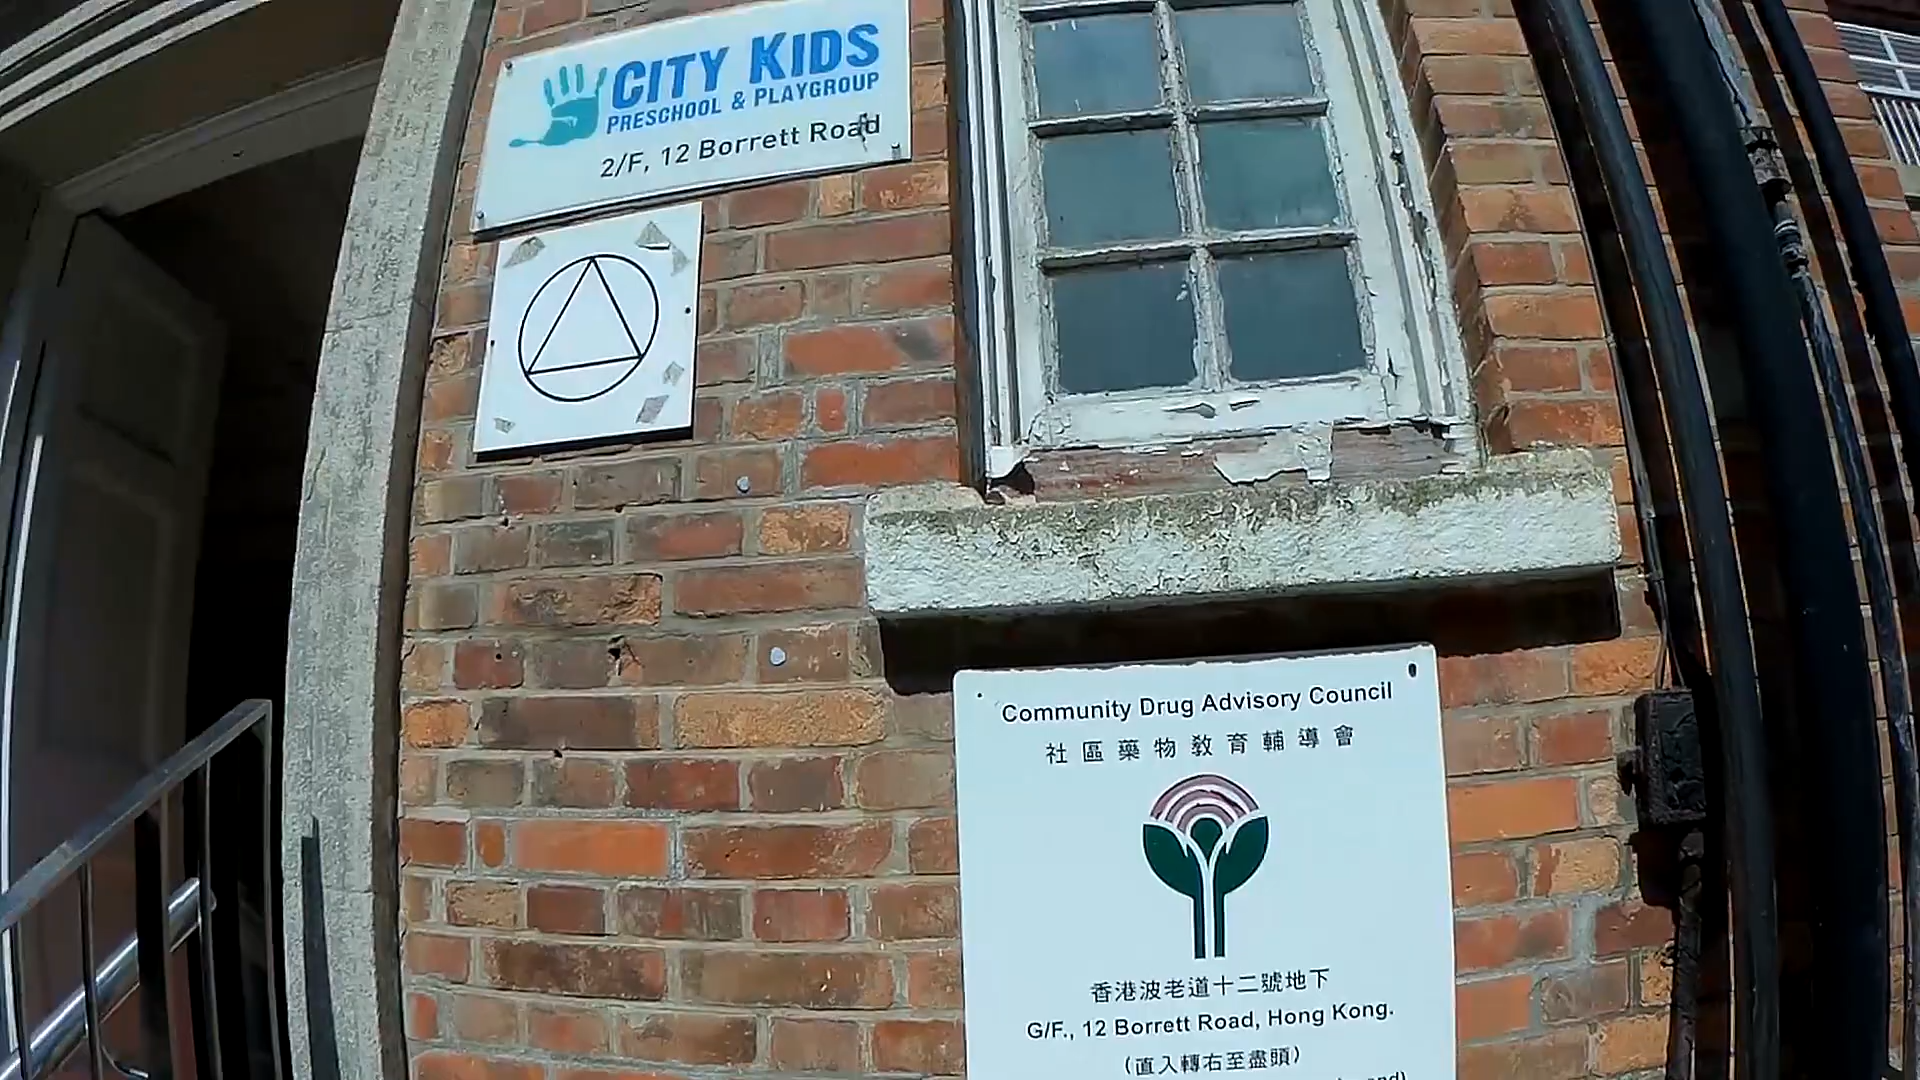 CITY KIDS
PRESCHOOL & PLAYGROUP
2/F, 12 Borrett Road
Community Drug Advisory Council
社區藥物教育輔導會
香港波老道十二號地下
G/F., 12 Borrett Road, Hong Kong.
（直入轉右至盡頭）